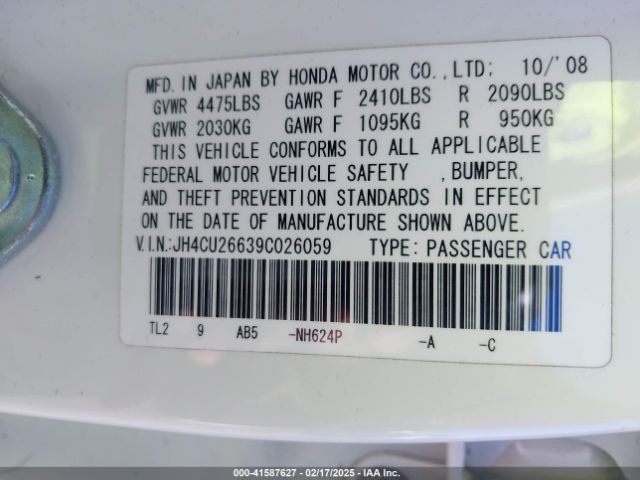 MFD. IN JAPAN BY HONDA MOTOR CO., LTD: 10/'08
GVWR 4475LBS GAWR F 2410LBS R 2090LBS
GVWR 2030KG GAWR F 1095KG R 950KG
THIS VEHICLE CONFORMS TO ALL APPLICABLE
FEDERAL MOTOR VEHICLE SAFETY , BUMPER,
AND THEFT PREVENTION STANDARDS IN EFFECT
ON THE DATE OF MANUFACTURE SHOWN ABOVE.
V.I.N.:JH4CU26639C026059 TYPE: PASSENGER CAR
TL2 9 AB5 -NH624P -A -C
000-41587627 - 02/17/2025 - IAA Inc.